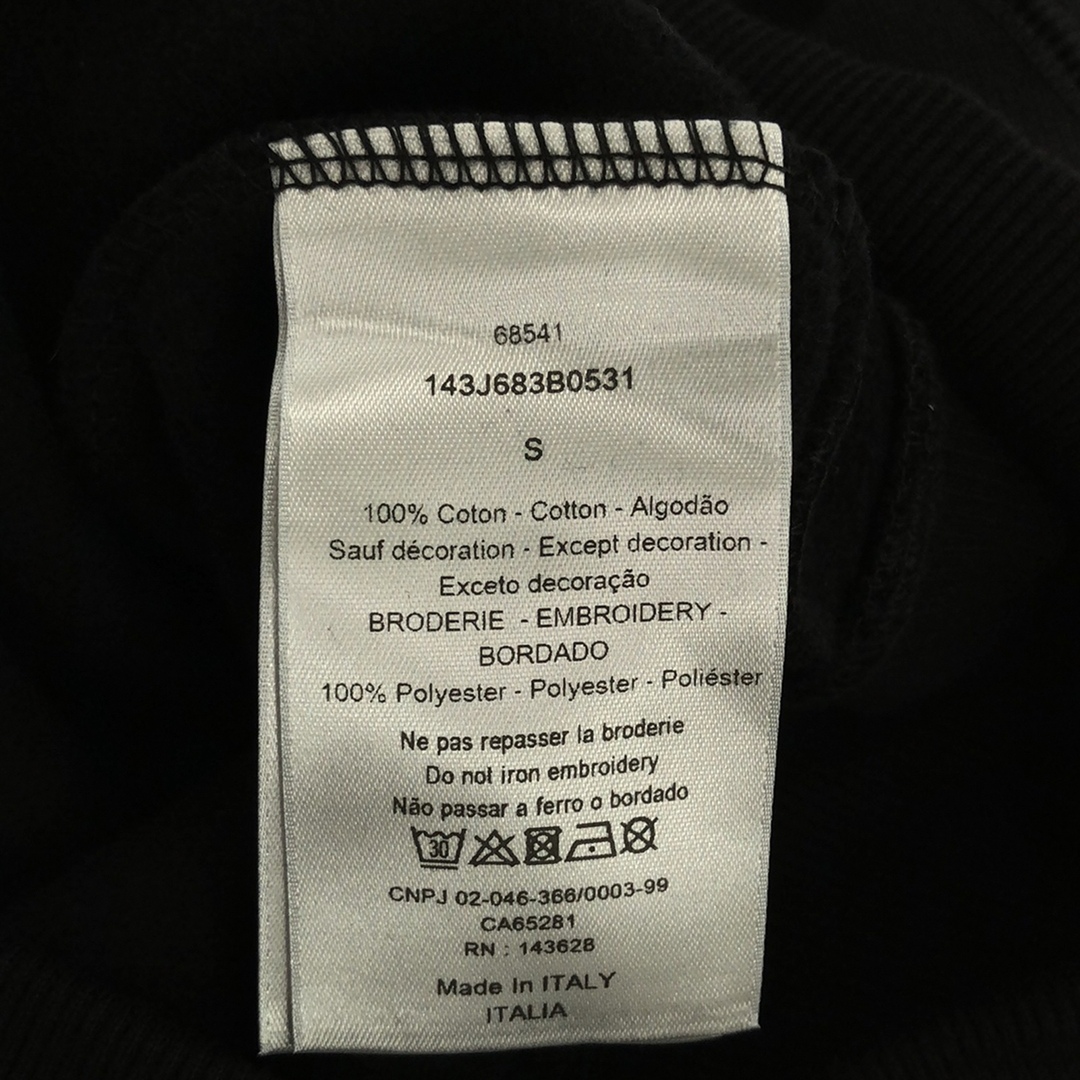 68541
143J683B0531
S
100% Coton - Cotton - Algodão
Sauf décoration - Except decoration -
Exceto decoração
BRODERIE - EMBROIDERY -
BORDADO
100% Polyester - Polyester - Poliéster
Ne pas repasser la broderie
Do not iron embroidery
Não passar a ferro o bordado
30
CNPJ 02-046-366/0003-99
CA65281
RN : 143628
Made In ITALY
ITALIA